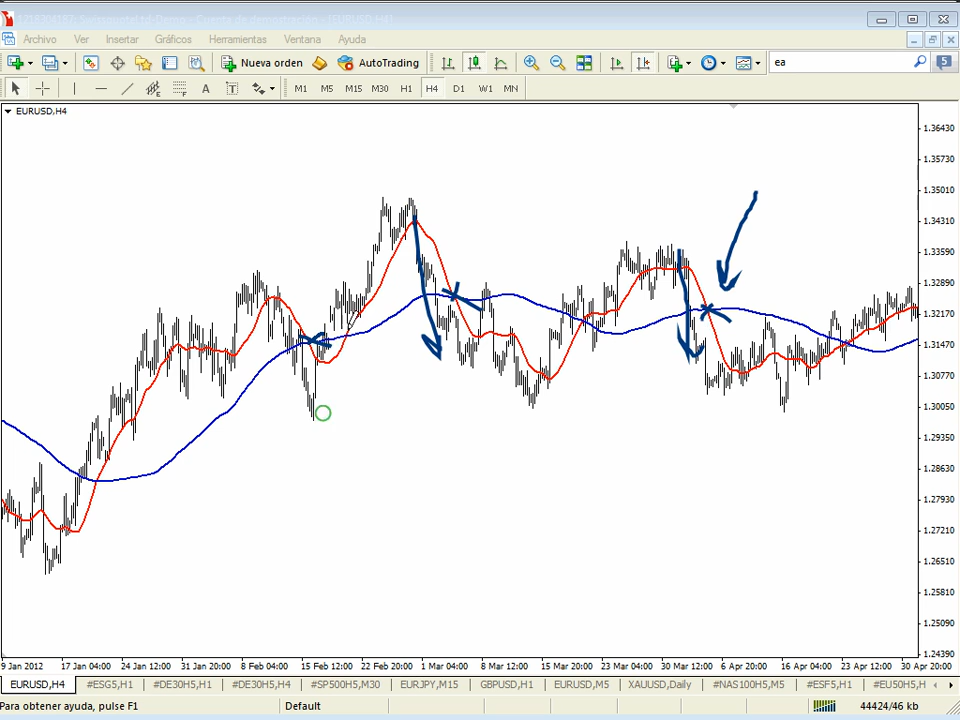 Archivo Ver Insertar Gráficos Herramientas Ventana Ayuda
Nueva orden AutoTrading ea 5
A T M1 M5 M15 M30 H1 H4 D1 W1 MN
EURUSD,H4
1.36430
1.35730
1.35010
1.34310
1.33590
1.32890
1.32170
1.31470
1.30770
1.30050
1.29350
1.28630
1.27930
1.27210
1.26510
1.25810
1.25090
1.24390
9 Jan 2012 17 Jan 04:00 24 Jan 12:00 31 Jan 20:00 8 Feb 04:00 15 Feb 12:00 22 Feb 20:00 1 Mar 04:00 8 Mar 12:00 15 Mar 20:00 23 Mar 04:00 30 Mar 12:00 6 Apr 20:00 16 Apr 04:00 23 Apr 12:00 30 Apr 20:00
EURUSD,H4 #ESG5,H1 #DE30H5,H1 #DE30H5,H4 #SP500H5,M30 EURJPY,M15 GBPUSD,H1 EURUSD,M5 XAUUSD,Daily #NAS100H5,M5 #ESF5,H1 #EU50H5,H
Para obtener ayuda, pulse F1 Default 44424/46 kb